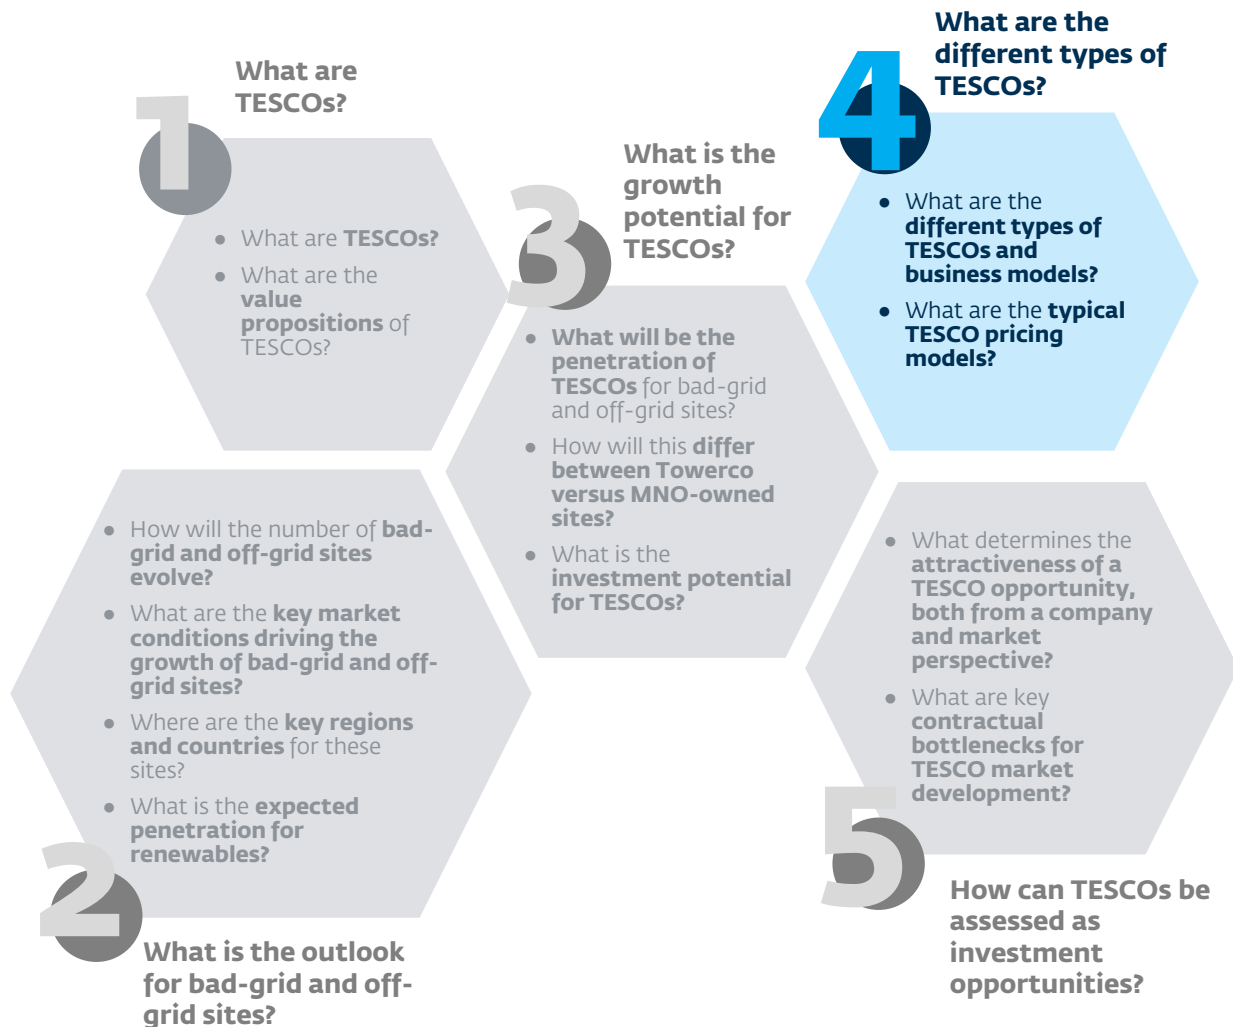 1
What are
TESCOs?
• What are TESCOs?
• What are the
value
propositions of
TESCOs?
2
• How will the number of bad-
grid and off-grid sites
evolve?
• What are the key market
conditions driving the
growth of bad-grid and off-
grid sites?
• Where are the key regions
and countries for these
sites?
• What is the expected
penetration for
renewables?
What is the outlook
for bad-grid and off-
grid sites?
3
What is the
growth
potential for
TESCOs?
• What will be the
penetration of
TESCOs for bad-grid
and off-grid sites?
• How will this differ
between Towerco
versus MNO-owned
sites?
• What is the
investment potential
for TESCOs?
4
What are the
different types of
TESCOs?
• What are the
different types of
TESCOs and
business models?
• What are the typical
TESCO pricing
models?
5
• What determines the
attractiveness of a
TESCO opportunity,
both from a company
and market
perspective?
• What are key
contractual
bottlenecks for
TESCO market
development?
How can TESCOs be
assessed as
investment
opportunities?